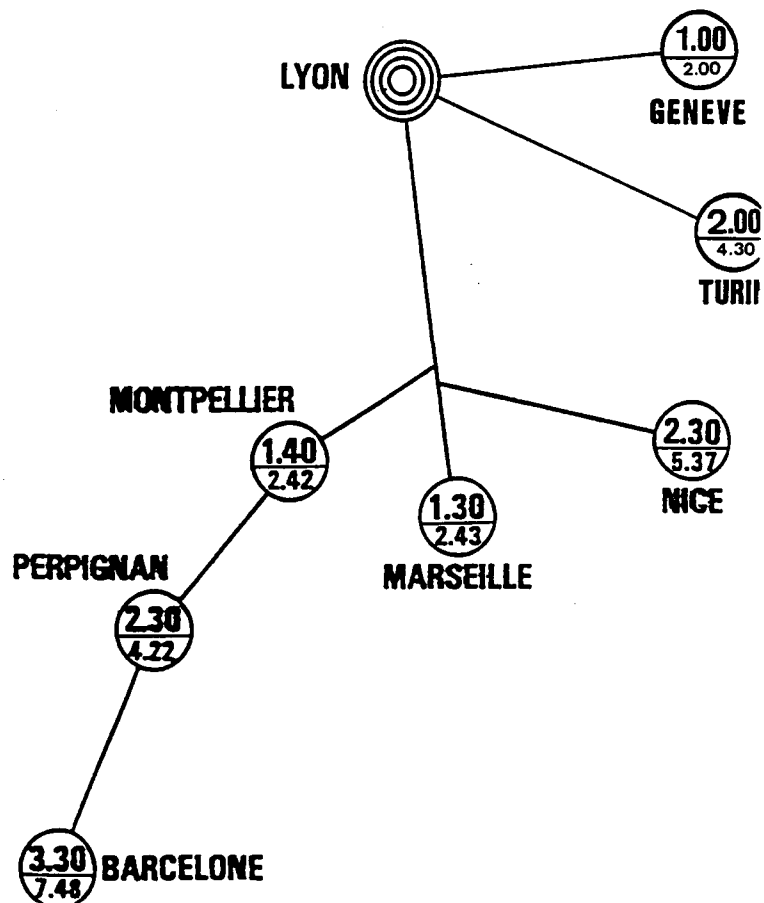 LYON
1.00
2.00
GENEVE
2.00
4.30
TURIN
MONTPELLIER
1.40
2.42
2.30
5.37
NICE
1.30
2.43
MARSEILLE
PERPIGNAN
2.30
4.22
3.30
7.48
BARCELONE